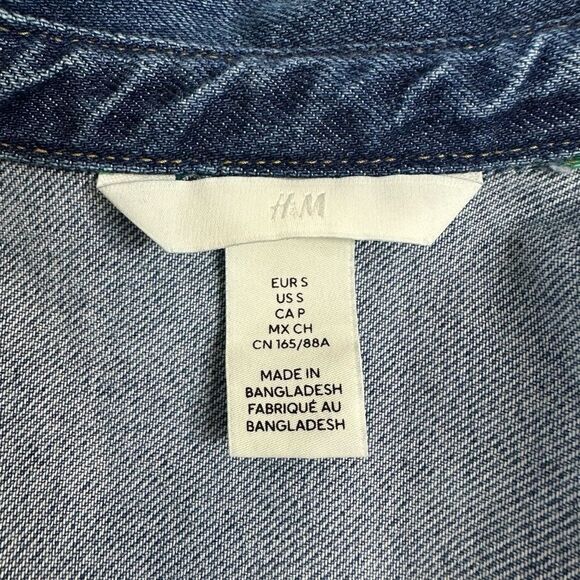 H&M
EUR S
US S
CA P
MX CH
CN 165/88A
MADE IN
BANGLADESH
FABRIQUÉ AU
BANGLADESH